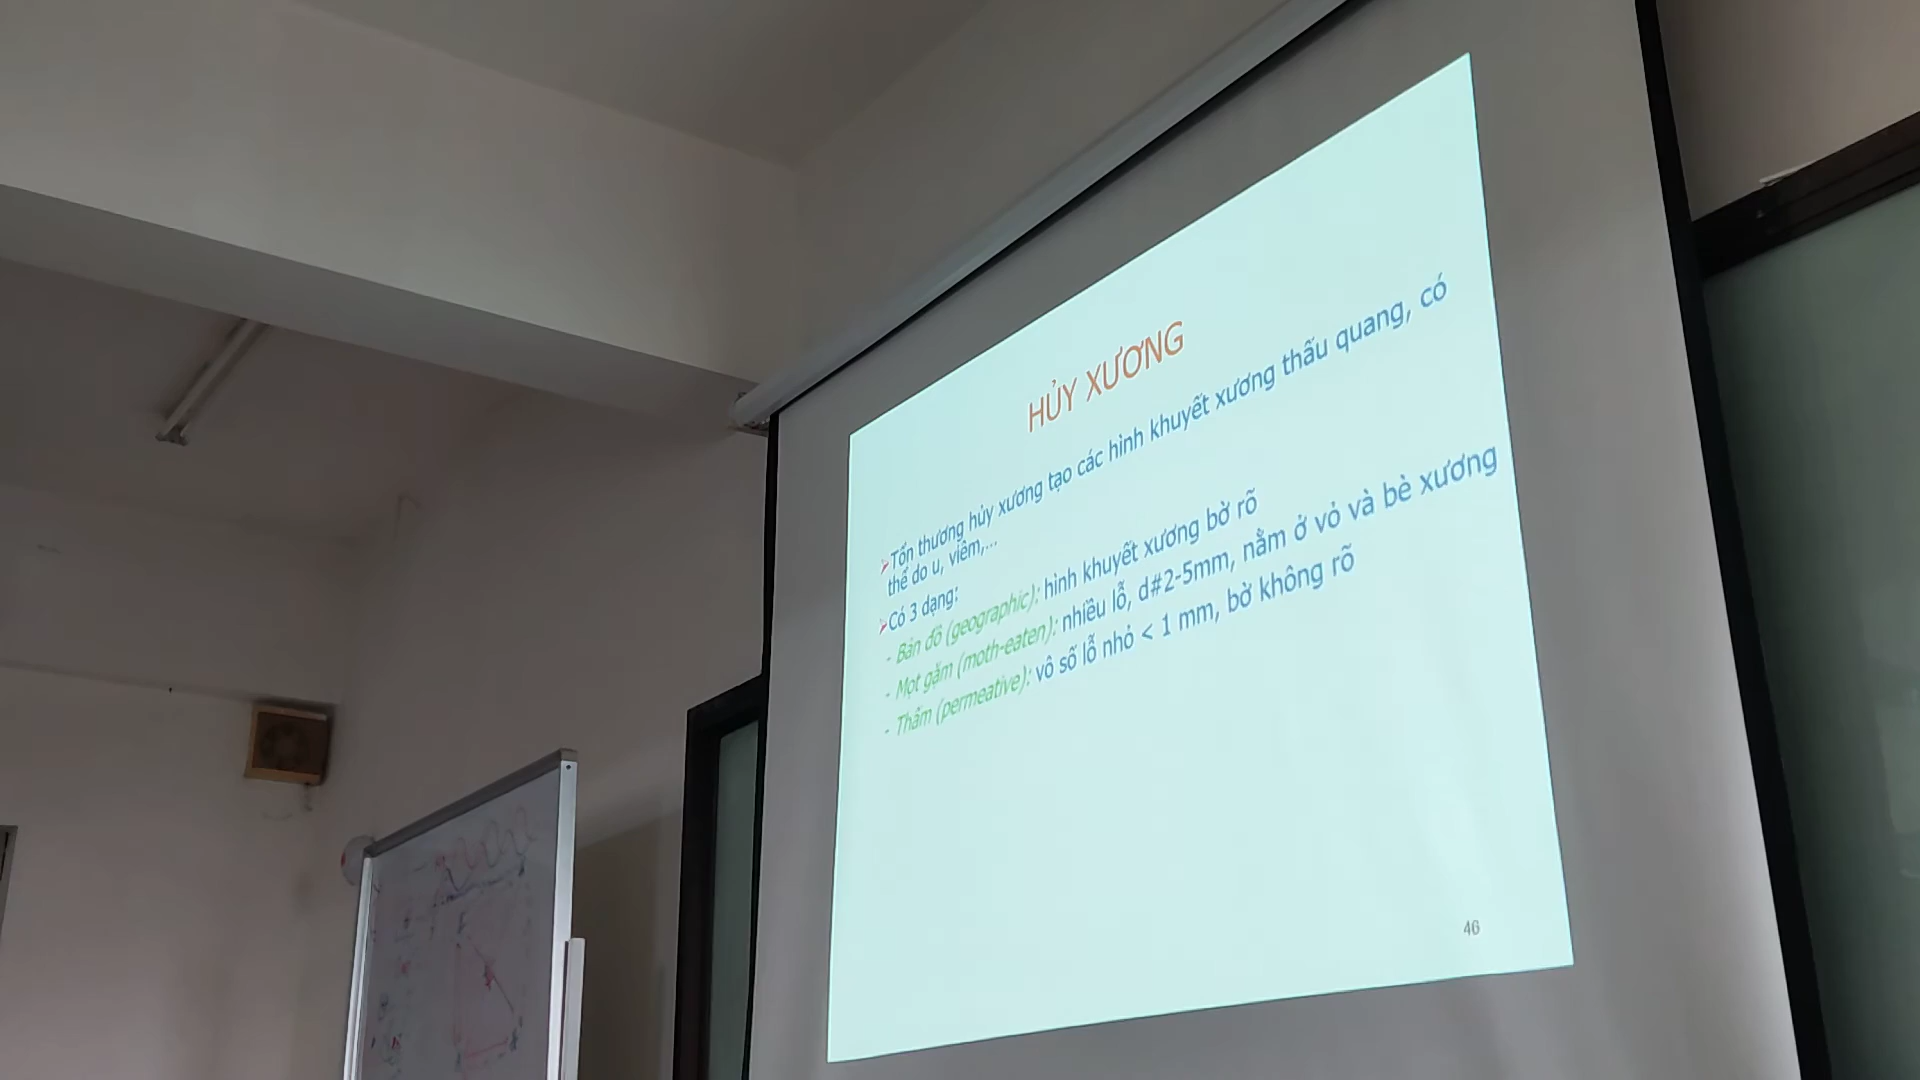 HỦY XƯƠNG
➢Tổn thương hủy xương tạo các hình khuyết xương thấu quang, có
thể do u, viêm,...
➢Có 3 dạng:
- Bản đồ (geographic): hình khuyết xương bờ rõ
- Mọt gặm (moth-eaten): nhiều lỗ, d#2-5mm, nằm ở vỏ và bè xương
- Thấm (permeative): vô số lỗ nhỏ < 1 mm, bờ không rõ
46